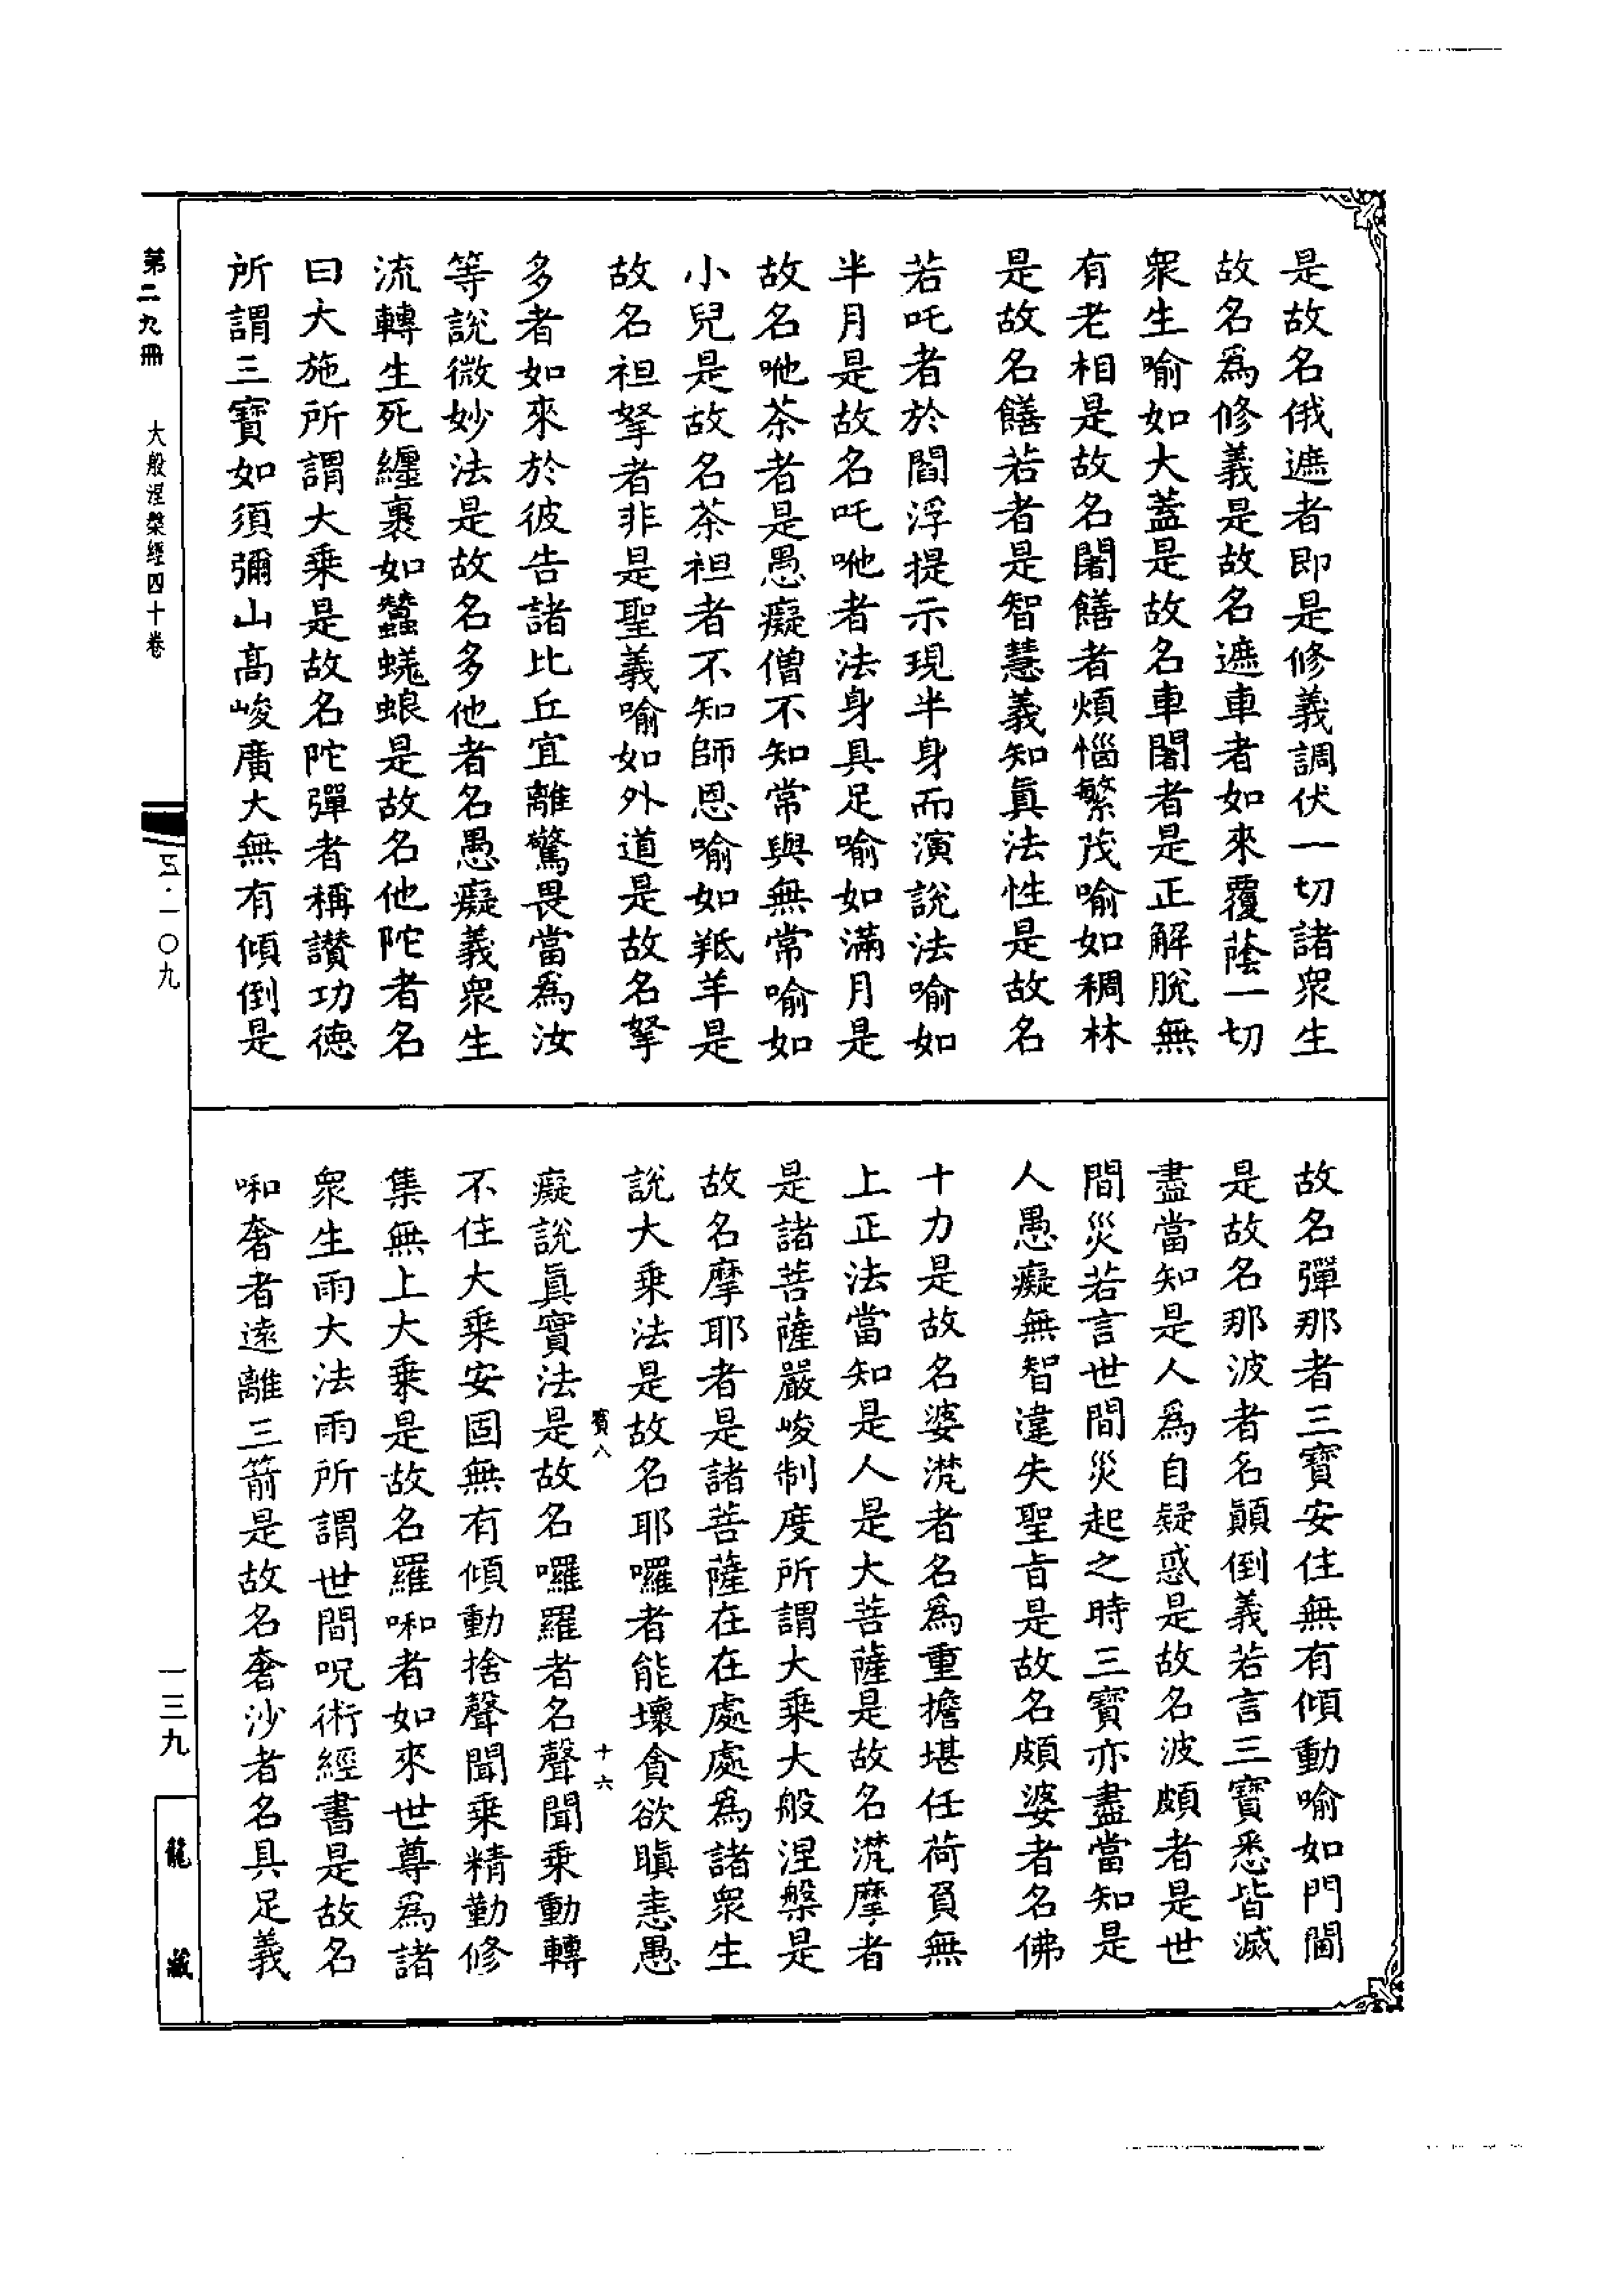 是故名俄遮者即是修義調伏一切諸衆生
故名爲修義是故名遮車者如來覆蔭一切
衆生喻如大蓋是故名車闍者是正解脫無
有老相是故名闍饍者煩惱繁茂喻如稠林
是故名饍若者是智慧義知眞法性是故名
若吒者於閻浮提示現半身而演說法喻如
半月是故名吒咃者法身具足喻如滿月是
故名咃茶者是愚癡僧不知常與無常喻如
小兒是故名茶袒者不知師恩喻如羝羊是
故名袒拏者非是聖義喻如外道是故名拏
多者如來於彼告諸比丘宜離驚畏當爲汝
等說微妙法是故名多他者名愚癡義衆生
流轉生死纏裹如蠶蜣蜋是故名他陀者名
曰大施所謂大乘是故名陀彈者稱讚功德
所謂三寶如須彌山高峻廣大無有傾倒是
故名彈那者三寶安住無有傾動喻如門閫
是故名那波者名顚倒義若言三寶悉皆滅
盡當知是人爲自疑惑是故名波頗者是世
間災若言世間災起之時三寶亦盡當知是
人愚癡無智違失聖旨是故名頗婆者名佛
十力是故名婆滼者名爲重擔堪任荷負無
上正法當知是人是大菩薩是故名滼摩者
是諸菩薩嚴峻制度所謂大乘大般涅槃是
故名摩耶者是諸菩薩在在處處爲諸衆生
說大乘法是故名耶囉者能壞貪欲瞋恚愚
賓八 十六
癡說眞實法是故名囉羅者名聲聞乘動轉
不住大乘安固無有傾動捨聲聞乘精勤修
集無上大乘是故名羅啝者如來世尊爲諸
衆生雨大法雨所謂世間呪術經書是故名
啝奢者遠離三箭是故名奢沙者名具足義
第二九冊 大般涅槃經四十卷
五·一〇九
一三九
龍藏